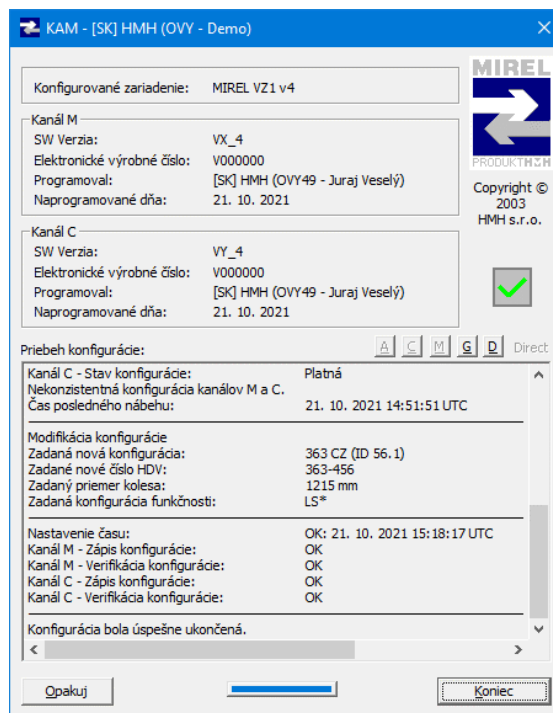 KAM - [SK] HMH (OVY - Demo)
Konfigurované zariadenie: MIREL VZ1 v4
MIREL
PRODUKT HMH
Copyright ©
2003
HMH s.r.o.
Kanál M
SW Verzia: VX_4
Elektronické výrobné číslo: V000000
Programoval: [SK] HMH (OVY49 - Juraj Veselý)
Naprogramované dňa: 21. 10. 2021
Kanál C
SW Verzia: VY_4
Elektronické výrobné číslo: V000000
Programoval: [SK] HMH (OVY49 - Juraj Veselý)
Naprogramované dňa: 21. 10. 2021
Priebeh konfigurácie: A C M G D Direct
Kanál C - Stav konfigurácie: Platná
Nekonzistentná konfigurácia kanálov M a C.
Čas posledného nábehu: 21. 10. 2021 14:51:51 UTC
Modifikácia konfigurácie
Zadaná nová konfigurácia: 363 CZ (ID 56.1)
Zadané nové číslo HDV: 363-456
Zadaný priemer kolesa: 1215 mm
Zadaná konfigurácia funkčnosti: LS*
Nastavenie času: OK: 21. 10. 2021 15:18:17 UTC
Kanál M - Zápis konfigurácie: OK
Kanál M - Verifikácia konfigurácie: OK
Kanál C - Zápis konfigurácie: OK
Kanál C - Verifikácia konfigurácie: OK
Konfigurácia bola úspešne ukončená.
Opakuj
Koniec